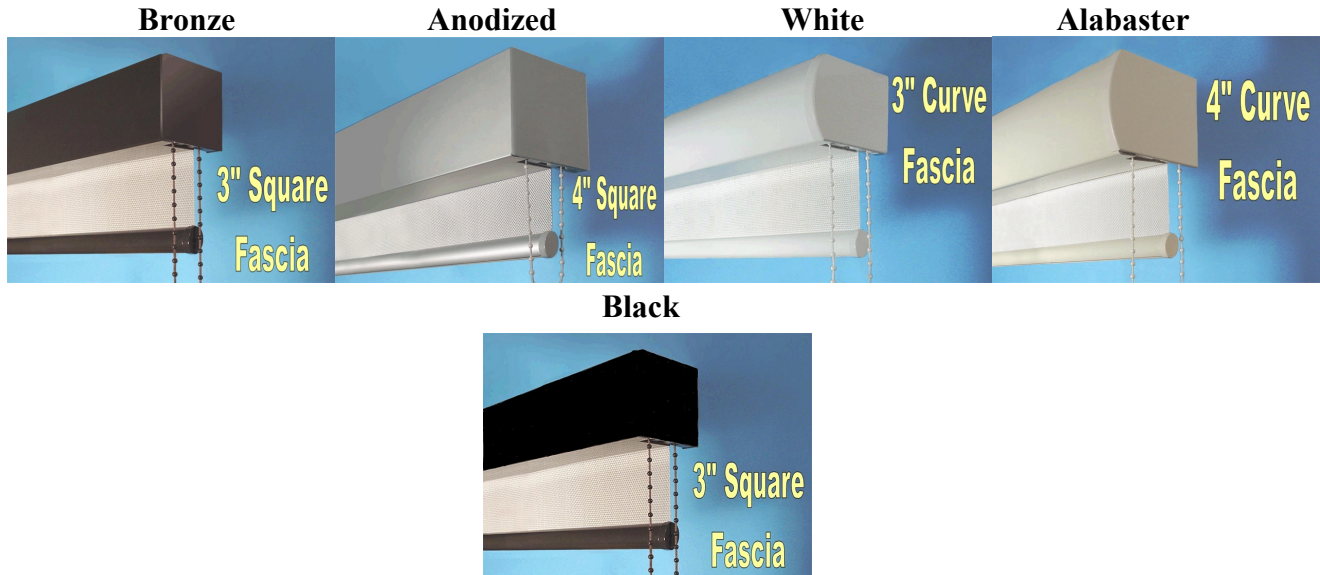 Bronze
Anodized
White
Alabaster
3" Square
Fascia
4" Square
Fascia
3" Curve
Fascia
4" Curve
Fascia
Black
3" Square
Fascia